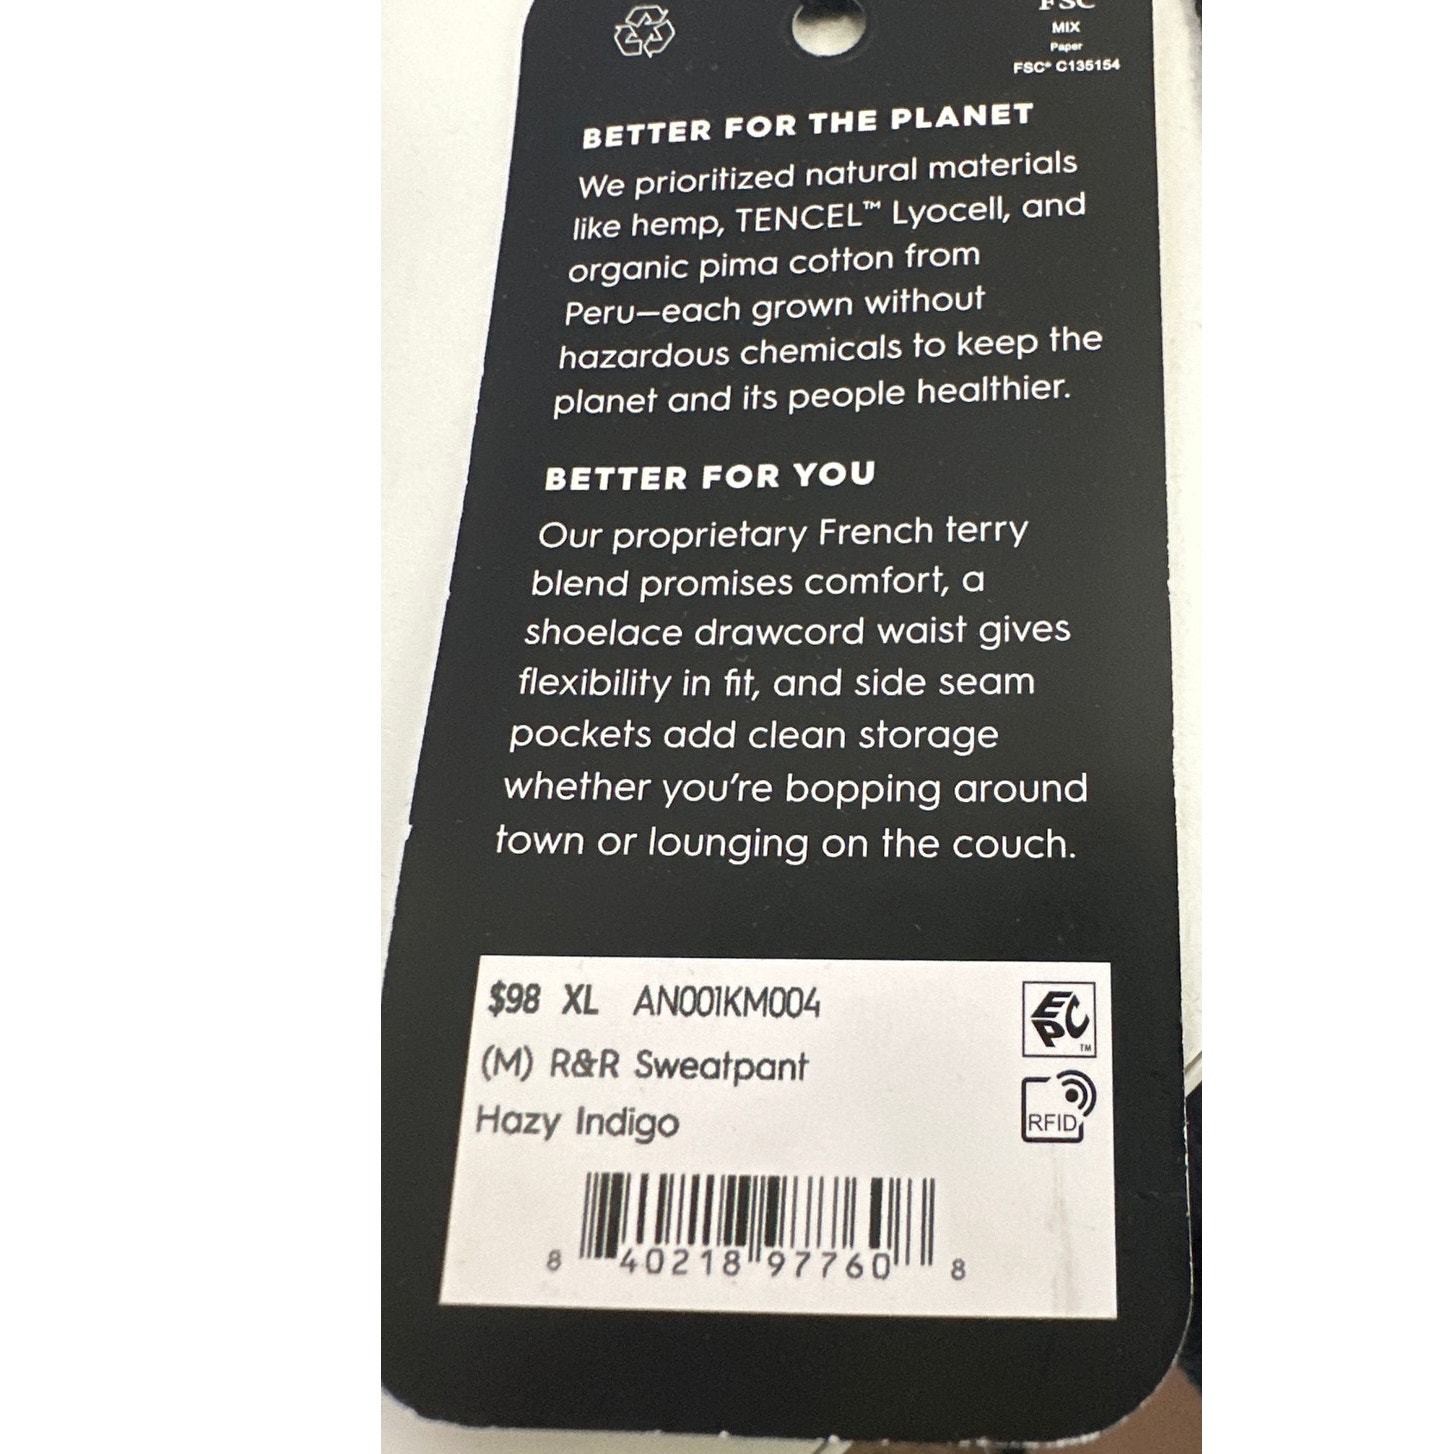 FSC
MIX
Paper
FSC® C135154
BETTER FOR THE PLANET
We prioritized natural materials
like hemp, TENCEL™ Lyocell, and
organic pima cotton from
Peru—each grown without
hazardous chemicals to keep the
planet and its people healthier.
BETTER FOR YOU
Our proprietary French terry
blend promises comfort, a
shoelace drawcord waist gives
flexibility in fit, and side seam
pockets add clean storage
whether you're bopping around
town or lounging on the couch.
$98 XL AN001KM004
(M) R&R Sweatpant
Hazy Indigo
EPC
TM
RFID
8 40218 97760 8